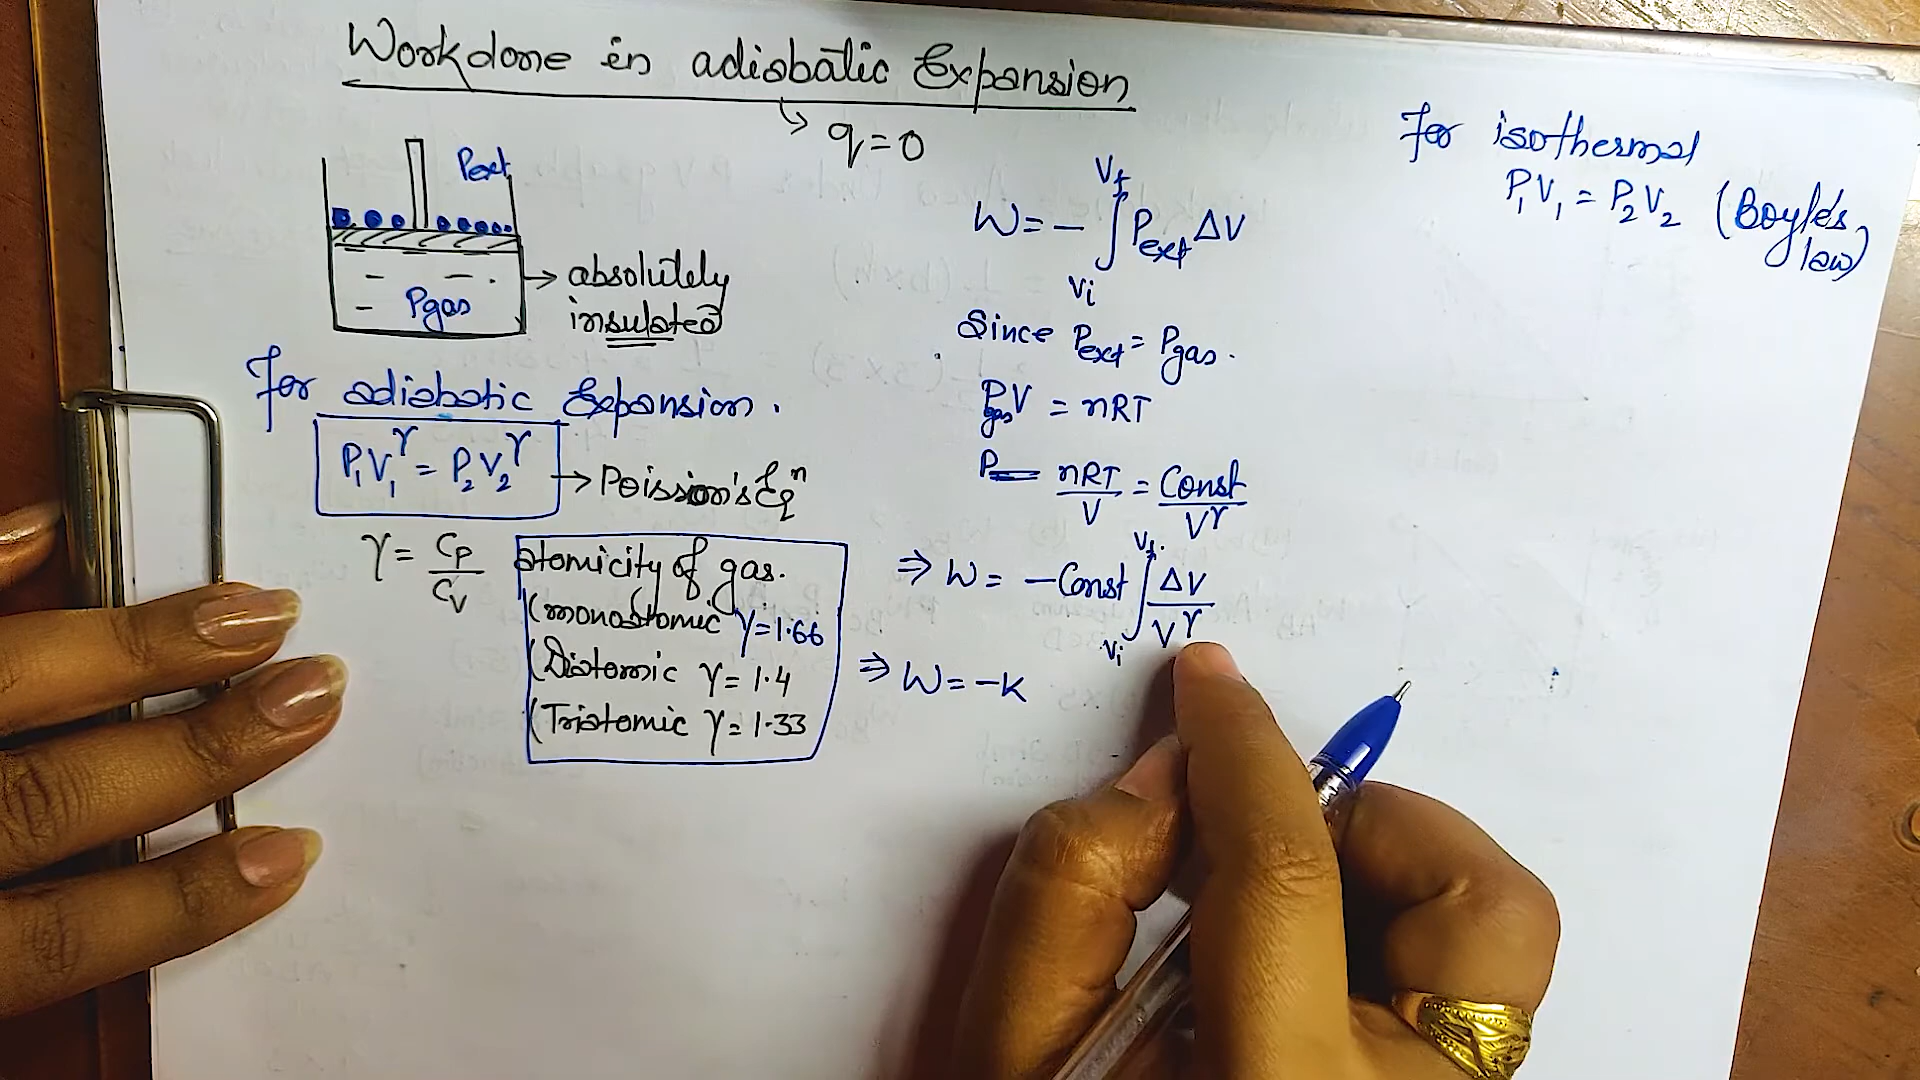 Workdone in adiabatic Expansion
q = 0
Pext
Pgas
absolutely
insulated
For adiabatic Expansion.
P₁V₁^γ = P₂V₂^γ → Poission's Eqⁿ
γ = Cp/Cv
atomicity of gas.
(monoatomic γ = 1.66
(Diatomic γ = 1.4
(Triatomic γ = 1.33
W = - ∫ Pext ΔV
Vf
Vi
Since Pext = Pgas.
PgasV = nRT
nRT/V = Const/V^γ
⇒ W = -Const ∫ ΔV/V^γ
Vf.
Vi
⇒ W = -K
For isothermal
P₁V₁ = P₂V₂ (Boyle's
law)